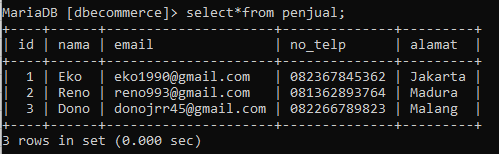 MariaDB [dbecommerce]> select*from penjual;
+----+------+----------------------+--------------+---------+
| id | nama | email                | no_telp      | alamat  |
+----+------+----------------------+--------------+---------+
|  1 | Eko  | eko1990@gmail.com    | 082367845362 | Jakarta |
|  2 | Reno | reno993@gmail.com    | 081362893764 | Madura  |
|  3 | Dono | donojrr45@gmail.com  | 082266789823 | Malang  |
+----+------+----------------------+--------------+---------+
3 rows in set (0.000 sec)